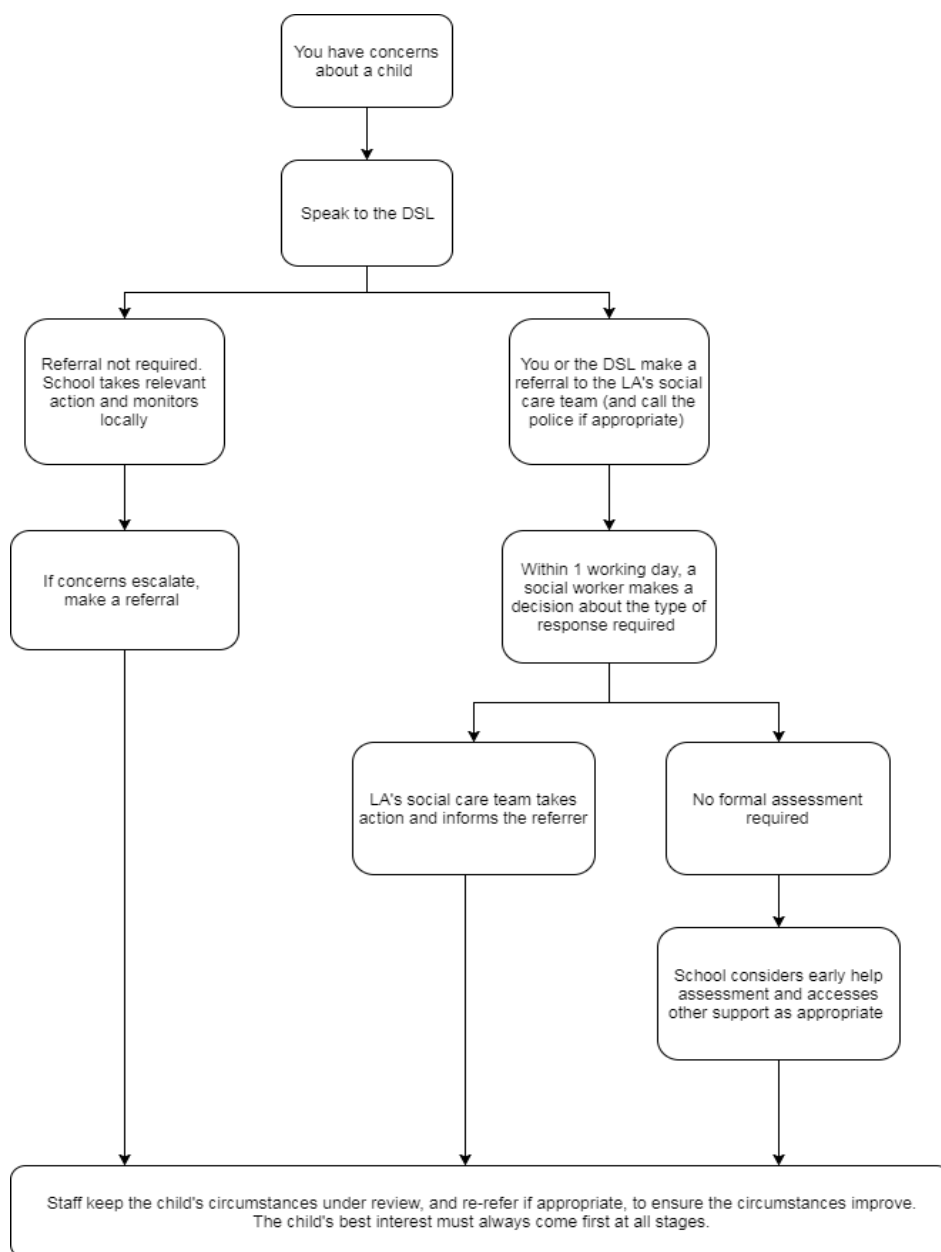 You have concerns
about a child
Speak to the DSL
Referral not required.
School takes relevant
action and monitors
locally
You or the DSL make a
referral to the LA's social
care team (and call the
police if appropriate)
If concerns escalate,
make a referral
Within 1 working day, a
social worker makes a
decision about the type of
response required
LA's social care team takes
action and informs the referrer
No formal assessment
required
School considers early help
assessment and accesses
other support as appropriate
Staff keep the child's circumstances under review, and re-refer if appropriate, to ensure the circumstances improve.
The child's best interest must always come first at all stages.